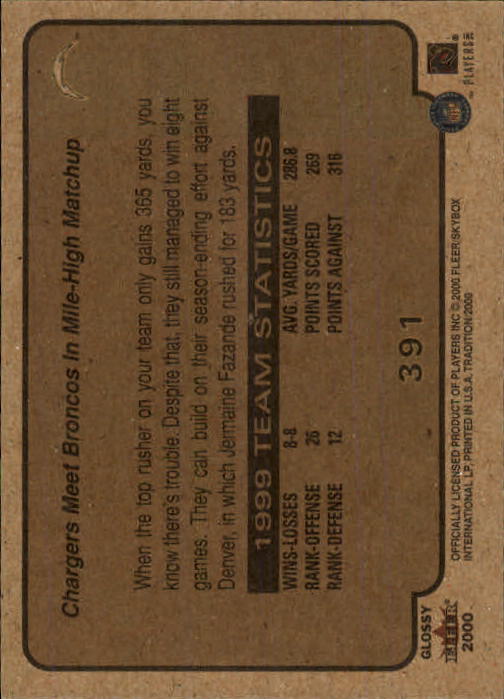 Chargers Meet Broncos In Mile-High Matchup
When the top rusher on your team only gains 365 yards, you
know there's trouble. Despite that, they still managed to win eight
games. They can build on their season-ending effort against
Denver, in which Jermaine Fazande rushed for 183 yards.
1999 TEAM STATISTICS
WINS-LOSSES 8-8 AVG. YARDS/GAME 286.8
RANK-OFFENSE 26 POINTS SCORED 269
RANK-DEFENSE 12 POINTS AGAINST 316
391
GLOSSY
FLEER®
2000
OFFICIALLY LICENSED PRODUCT OF PLAYERS INC © 2000 FLEER/SKYBOX
INTERNATIONAL LP, PRINTED IN U.S.A. TRADITION/2000
NFL
PLAYERS INC